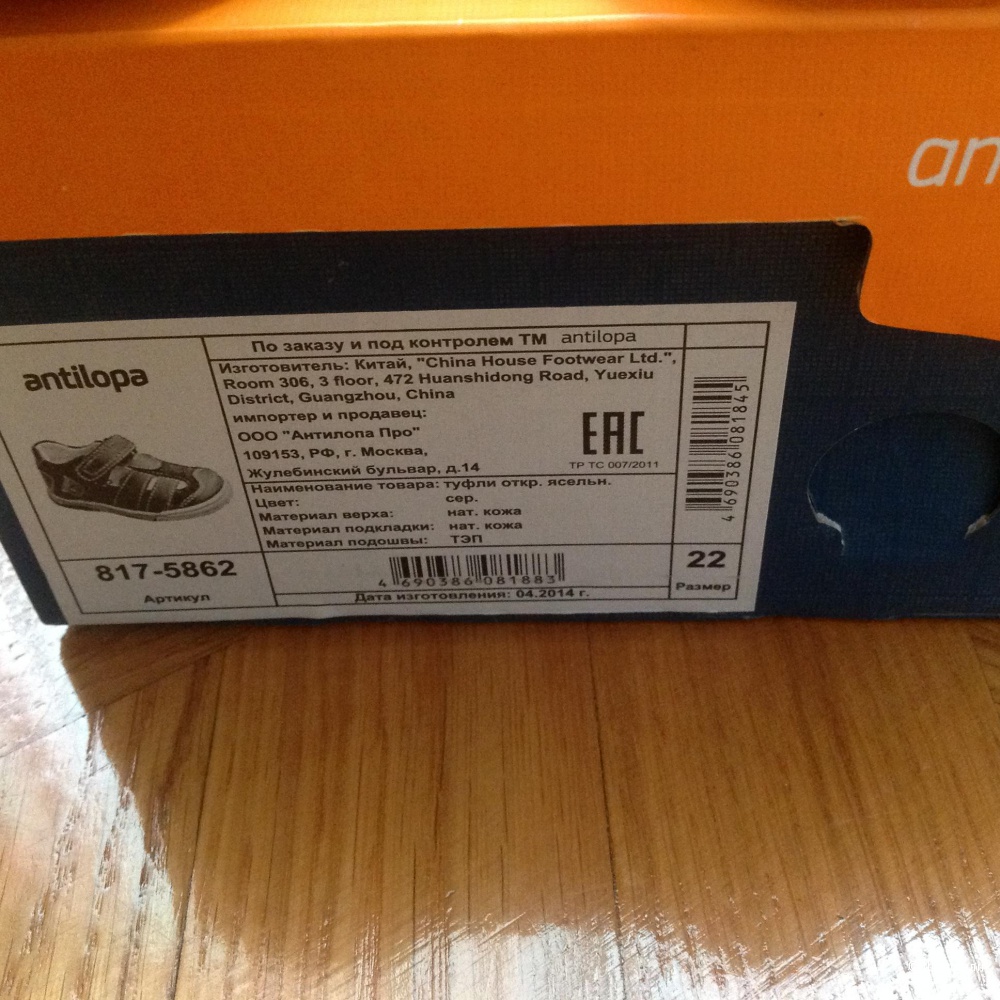 an
antilopa
По заказу и под контролем ТМ antilopa
Изготовитель: Китай, "China House Footwear Ltd.",
Room 306, 3 floor, 472 Huanshidong Road, Yuexiu
District, Guangzhou, China
импортер и продавец:
ООО "Антилопа Про"
109153, РФ, г. Москва,
Жулебинский бульвар, д.14
EAC
ТР ТС 007/2011
Наименование товара: туфли откр. ясельн.
Цвет: сер.
Материал верха: нат. кожа
Материал подкладки: нат. кожа
Материал подошвы: ТЭП
817-5862
Артикул
4 690386 081883
Дата изготовления: 04.2014 г.
4 690386 081845
22
Размер